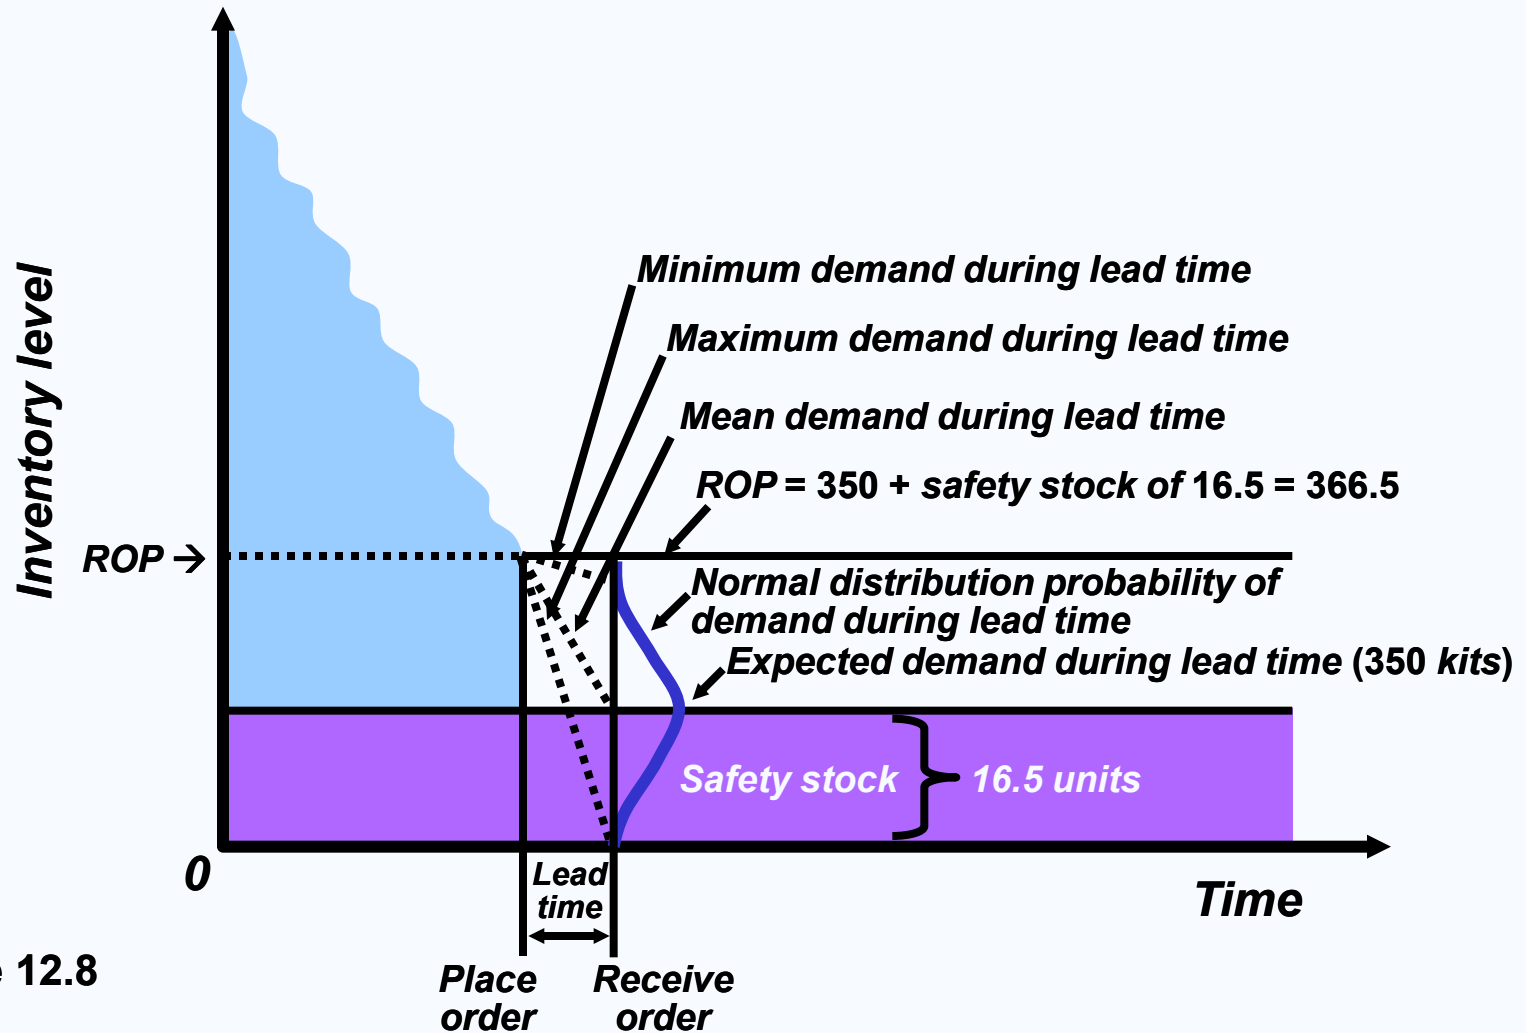 Inventory level
Minimum demand during lead time
Maximum demand during lead time
Mean demand during lead time
ROP = 350 + safety stock of 16.5 = 366.5
ROP →
Normal distribution probability of
demand during lead time
Expected demand during lead time (350 kits)
Safety stock
16.5 units
0
Lead
time
Time
Place
order
Receive
order
12.8